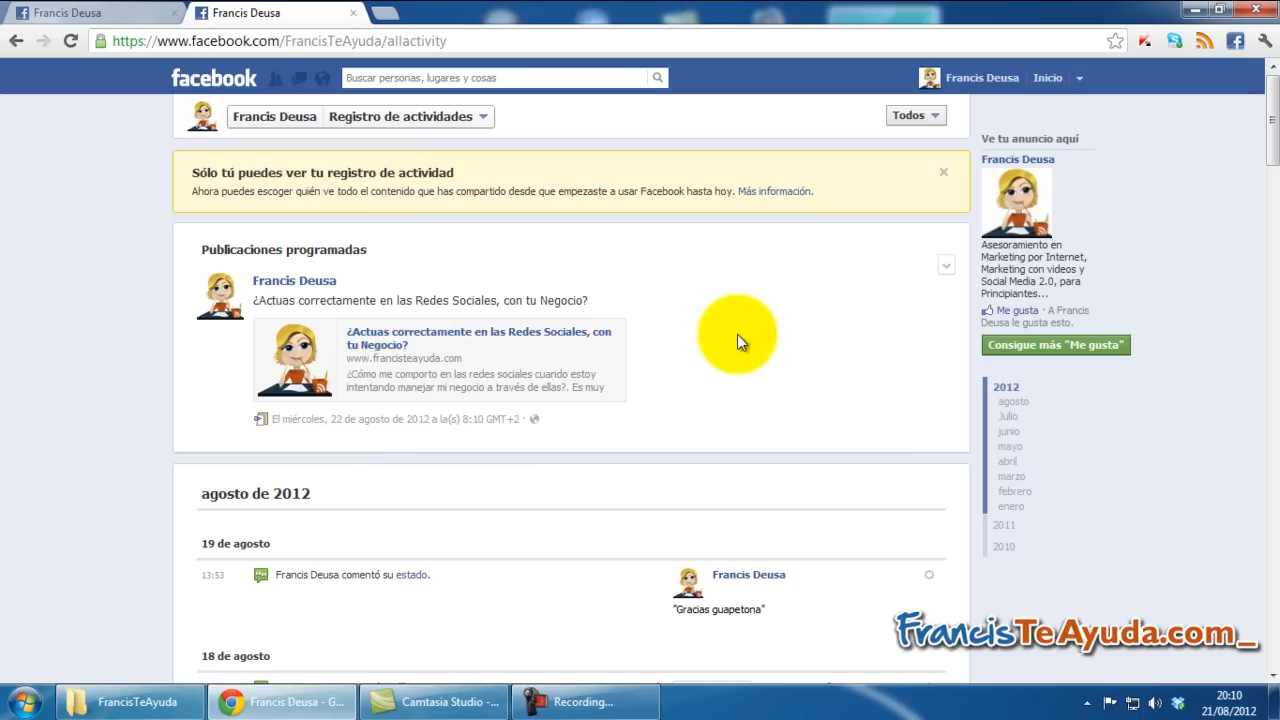 Francis Deusa
Francis Deusa
https://www.facebook.com/FrancisTeAyuda/allactivity
facebook
Buscar personas, lugares y cosas
Francis Deusa
Inicio
Francis Deusa
Registro de actividades
Todos
Sólo tú puedes ver tu registro de actividad
Ahora puedes escoger quién ve todo el contenido que has compartido desde que empezaste a usar Facebook hasta hoy. Más información.
Publicaciones programadas
Francis Deusa
¿Actuas correctamente en las Redes Sociales, con tu Negocio?
¿Actuas correctamente en las Redes Sociales, con
tu Negocio?
www.francisteayuda.com
¿Cómo me comporto en las redes sociales cuando estoy
intentando manejar mi negocio a través de ellas?. Es muy
El miércoles, 22 de agosto de 2012 a la(s) 8:10 GMT+2 ·
agosto de 2012
19 de agosto
13:53
Francis Deusa comentó su estado.
Francis Deusa
"Gracias guapetona"
18 de agosto
Ve tu anuncio aquí
Francis Deusa
Asesoramiento en
Marketing por Internet,
Marketing con videos y
Social Media 2.0, para
Principiantes...
Me gusta · A Francis
Deusa le gusta esto.
Consigue más "Me gusta"
2012
agosto
Julio
junio
mayo
abril
marzo
febrero
enero
2011
2010
FrancisTeAyuda.com_
FrancisTeAyuda
Francis Deusa - G...
Camtasia Studio -...
Recording...
20:10
21/08/2012